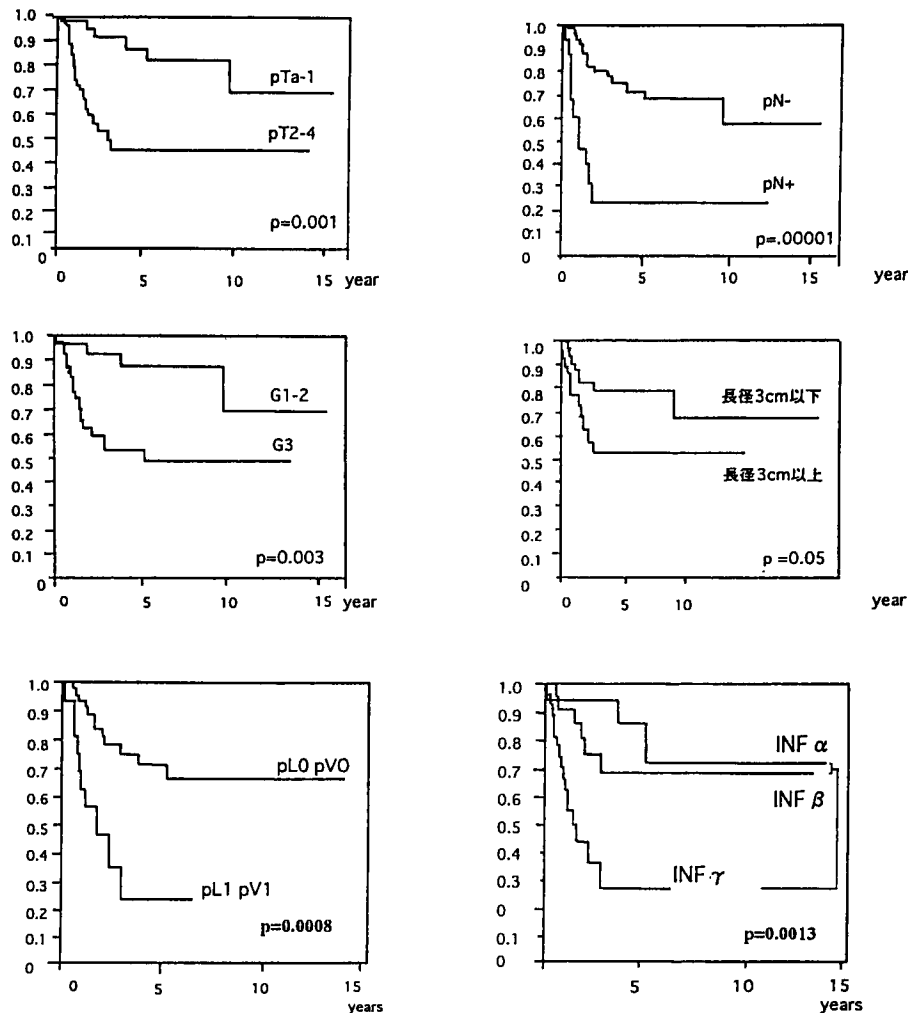 1.0
0.9
0.8
0.7
0.6
0.5
0.4
0.3
0.2
0.1
0
pTa-1
pT2-4
p=0.001
0 5 10 15 year
1.0
0.9
0.8
0.7
0.6
0.5
0.4
0.3
0.2
0.1
0
pN-
pN+
p=.00001
0 5 10 15 year
1.0
0.9
0.8
0.7
0.6
0.5
0.4
0.3
0.2
0.1
0
G1-2
G3
p=0.003
0 5 10 15 year
1.0
0.9
0.8
0.7
0.6
0.5
0.4
0.3
0.2
0.1
0
長径3cm以下
長径3cm以上
p=0.05
0 5 10 year
1.0
0.9
0.8
0.7
0.6
0.5
0.4
0.3
0.2
0.1
0
pL0 pV0
pL1 pV1
p=0.0008
0 5 10 15
years
1.0
0.9
0.8
0.7
0.6
0.5
0.4
0.3
0
0.1
0
INF α
INF β
INF γ
p=0.0013
0 5 10 15
years